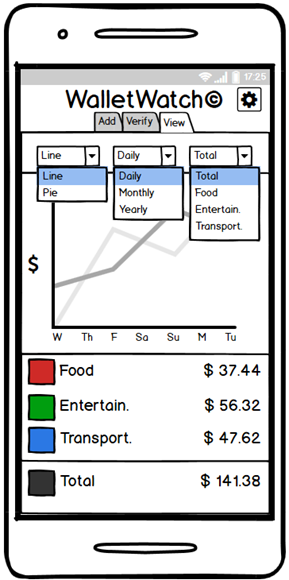 17:25
WalletWatch©
Add Verify View
Line Daily Total
Line Daily Total
Pie Monthly Food
Yearly Entertain.
Transport.
$
W Th F Sa Su M Tu
Food $ 37.44
Entertain. $ 56.32
Transport. $ 47.62
Total $ 141.38